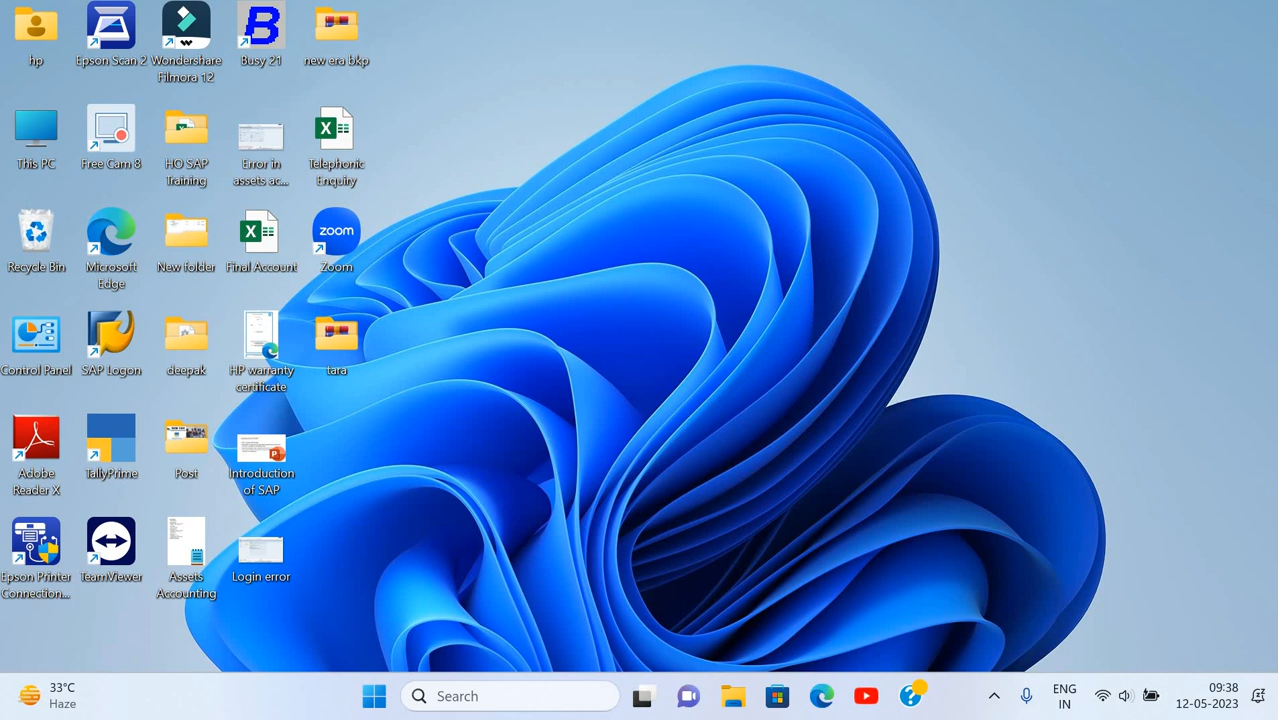 hp
Epson Scan 2
Wondershare
Filmora 12
B
Busy 21
new era bkp
This PC
Free Cam 8
HO SAP
Training
Error in
assets ac...
Telephonic
Enquiry
Recycle Bin
Microsoft
Edge
New folder
Final Account
zoom
Zoom
Control Panel
SAP Logon
deepak
HP warranty
certificate
tara
Adobe
Reader X
TallyPrime
Post
Introduction
of SAP
Epson Printer
Connection...
TeamViewer
Assets
Accounting
Login error
33°C
Haze
Search
ENG
IN
09:38
12-05-2023